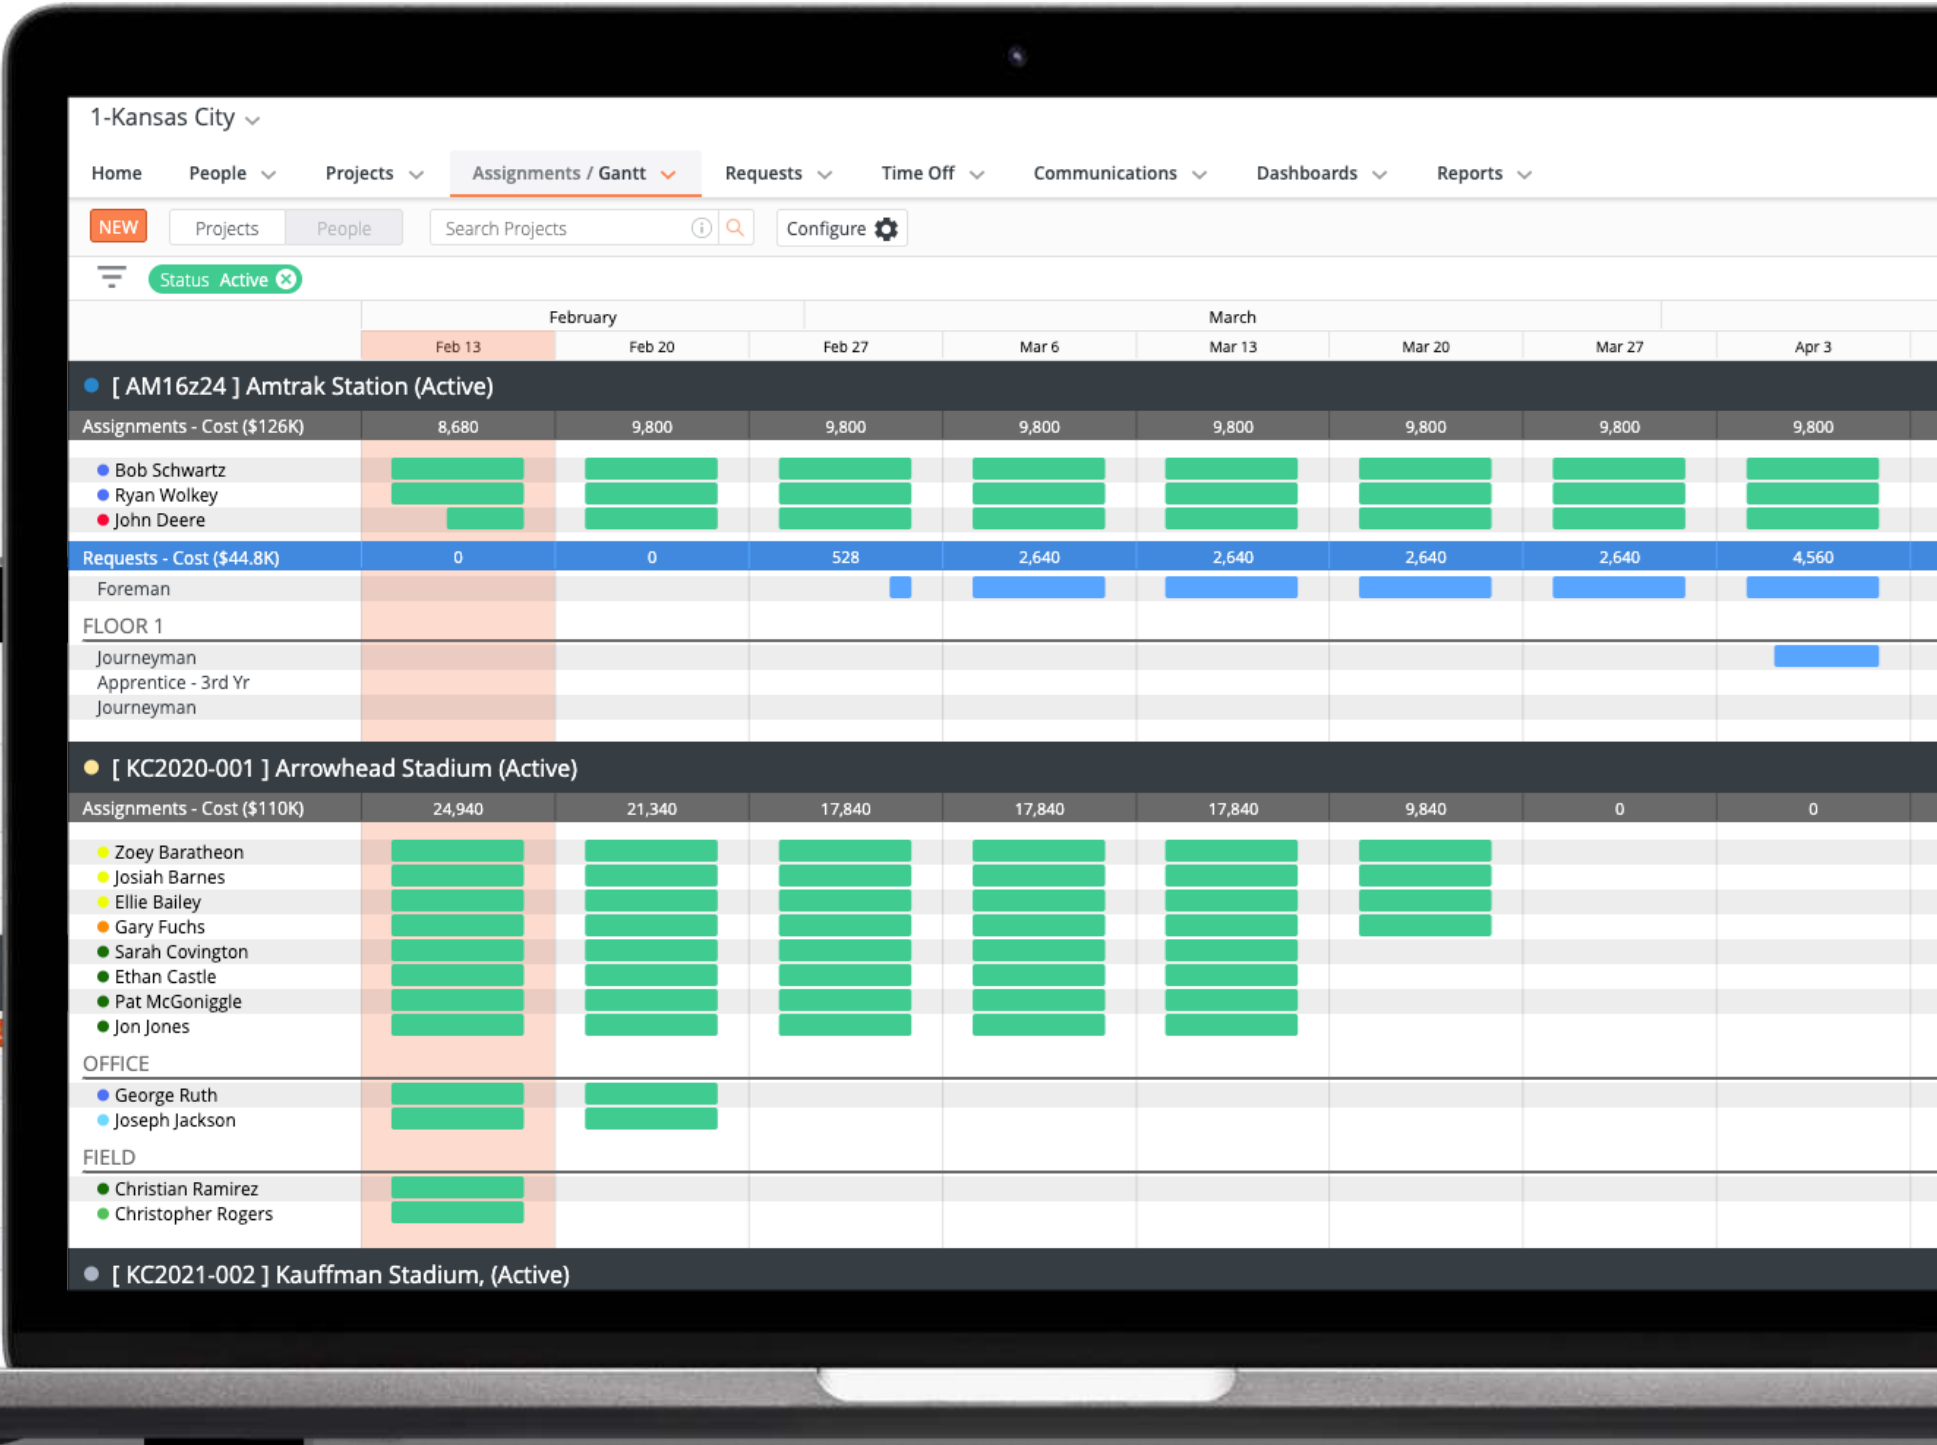 1-Kansas City
Home People Projects Assignments / Gantt Requests Time Off Communications Dashboards Reports
NEW Projects People Search Projects Configure
Status Active
February March
Feb 13 Feb 20 Feb 27 Mar 6 Mar 13 Mar 20 Mar 27 Apr 3
[ AM16z24 ] Amtrak Station (Active)
Assignments - Cost ($126K) 8,680 9,800 9,800 9,800 9,800 9,800 9,800 9,800
Bob Schwartz
Ryan Wolkey
John Deere
Requests - Cost ($44.8K) 0 0 528 2,640 2,640 2,640 2,640 4,560
Foreman
FLOOR 1
Journeyman
Apprentice - 3rd Yr
Journeyman
[ KC2020-001 ] Arrowhead Stadium (Active)
Assignments - Cost ($110K) 24,940 21,340 17,840 17,840 17,840 9,840 0 0
Zoey Baratheon
Josiah Barnes
Ellie Bailey
Gary Fuchs
Sarah Covington
Ethan Castle
Pat McGoniggle
Jon Jones
OFFICE
George Ruth
Joseph Jackson
FIELD
Christian Ramirez
Christopher Rogers
[ KC2021-002 ] Kauffman Stadium, (Active)